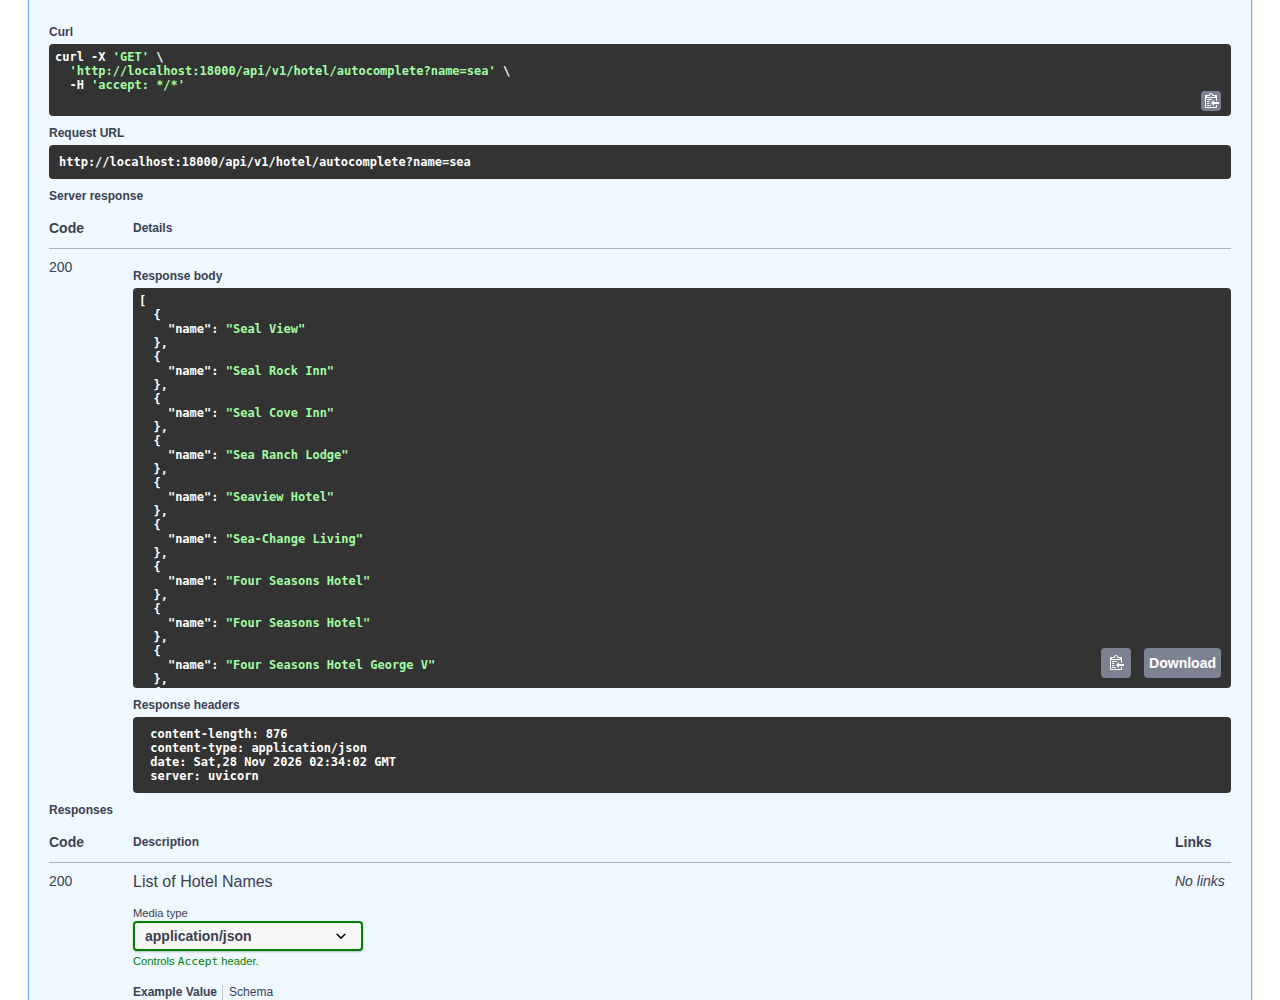 Curl
curl -X 'GET' \
  'http://localhost:18000/api/v1/hotel/autocomplete?name=sea' \
  -H 'accept: */*'
Request URL
http://localhost:18000/api/v1/hotel/autocomplete?name=sea
Server response
Code Details
200
Response body
[
  {
    "name": "Seal View"
  },
  {
    "name": "Seal Rock Inn"
  },
  {
    "name": "Seal Cove Inn"
  },
  {
    "name": "Sea Ranch Lodge"
  },
  {
    "name": "Seaview Hotel"
  },
  {
    "name": "Sea-Change Living"
  },
  {
    "name": "Four Seasons Hotel"
  },
  {
    "name": "Four Seasons Hotel"
  },
  {
    "name": "Four Seasons Hotel George V"
  },
Download
Response headers
content-length: 876
content-type: application/json
date: Sat,28 Nov 2026 02:34:02 GMT
server: uvicorn
Responses
Code Description Links
200 List of Hotel Names No links
Media type
application/json
Controls Accept header.
Example Value Schema